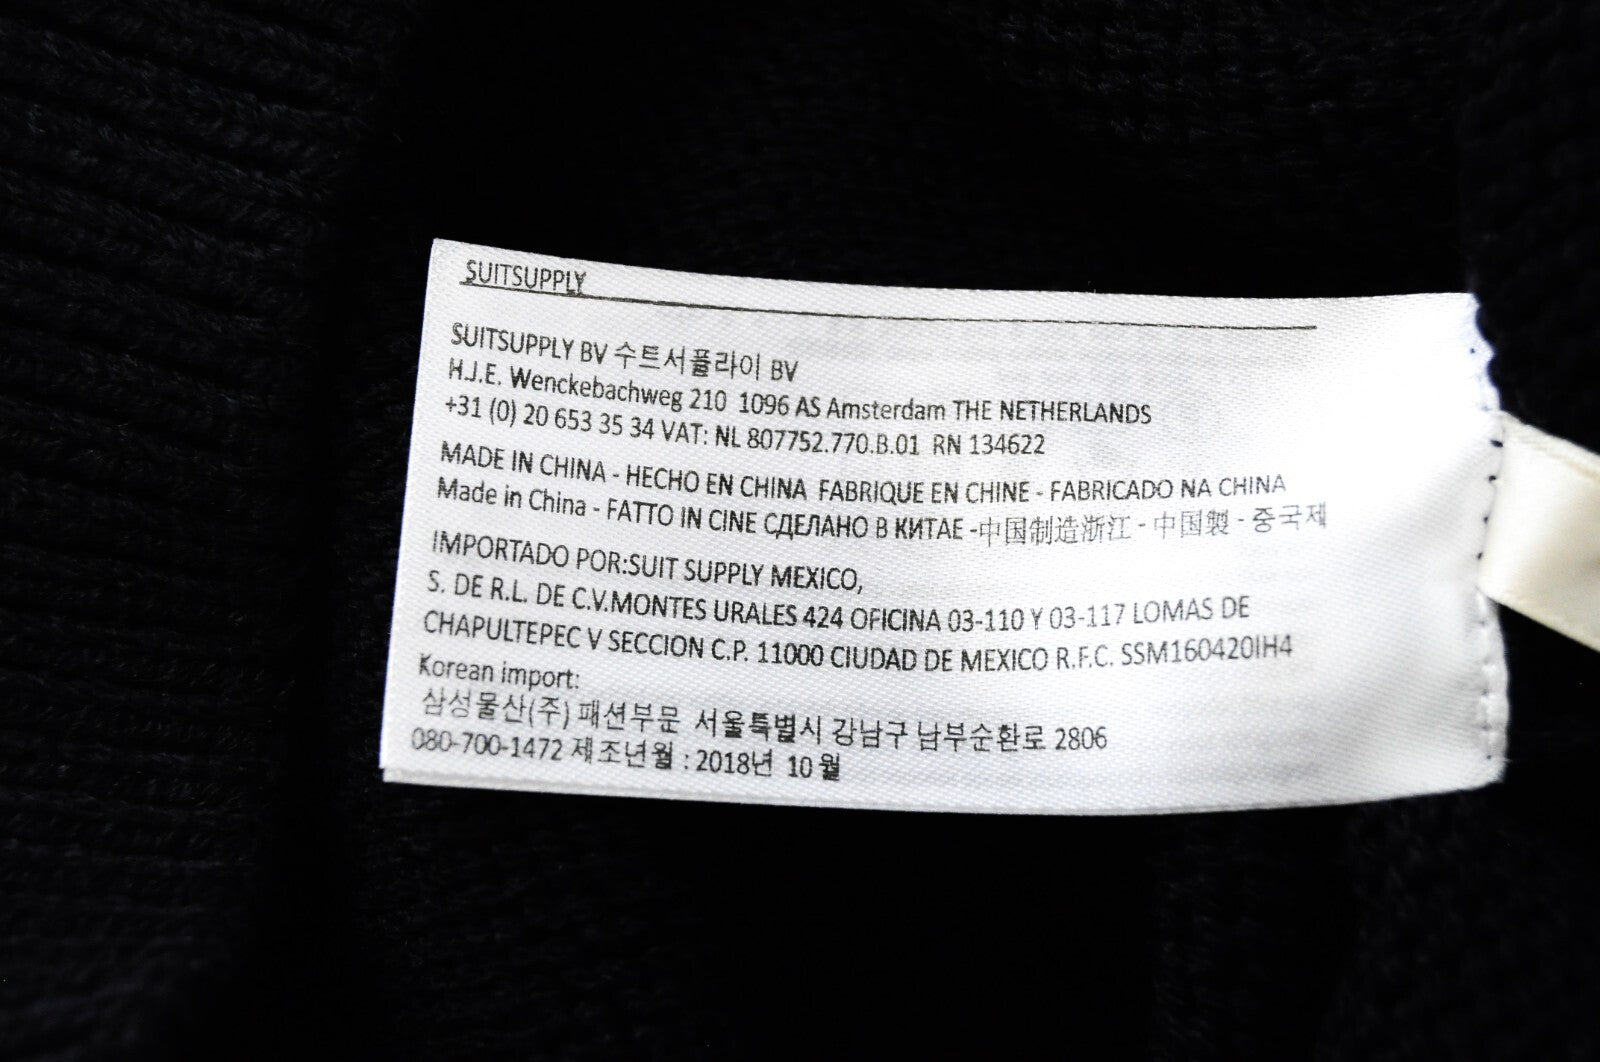 SUITSUPPLY
SUITSUPPLY BV 수트서플라이 BV
H.J.E. Wenckebachweg 210 1096 AS Amsterdam THE NETHERLANDS
+31 (0) 20 653 35 34 VAT: NL 807752.770.B.01 RN 134622
MADE IN CHINA - HECHO EN CHINA FABRIQUE EN CHINE - FABRICADO NA CHINA
Made in China - FATTO IN CINE СДЕЛАНО В КИТАЕ -中国制造浙江 - 中国製 - 중국제
IMPORTADO POR:SUIT SUPPLY MEXICO,
S. DE R.L. DE C.V.MONTES URALES 424 OFICINA 03-110 Y 03-117 LOMAS DE
CHAPULTEPEC V SECCION C.P. 11000 CIUDAD DE MEXICO R.F.C. SSM160420IH4
Korean import:
삼성물산(주) 패션부문 서울특별시 강남구 남부순환로 2806
080-700-1472 제조년월 : 2018년 10월